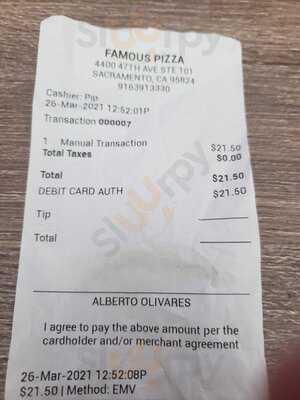 FAMOUS PIZZA
4400 47TH AVE STE 101
SACRAMENTO, CA 95824
9163913330
Cashier: Pip
26-Mar-2021 12:52:01P
Transaction 000007
1 Manual Transaction $21.50
Total Taxes $0.00
Total $21.50
DEBIT CARD AUTH $21.50
Tip
Total
ALBERTO OLIVARES
I agree to pay the above amount per the
cardholder and/or merchant agreement
26-Mar-2021 12:52:08P
$21.50 | Method: EMV
sluurpy
sluurpy
sluurpy